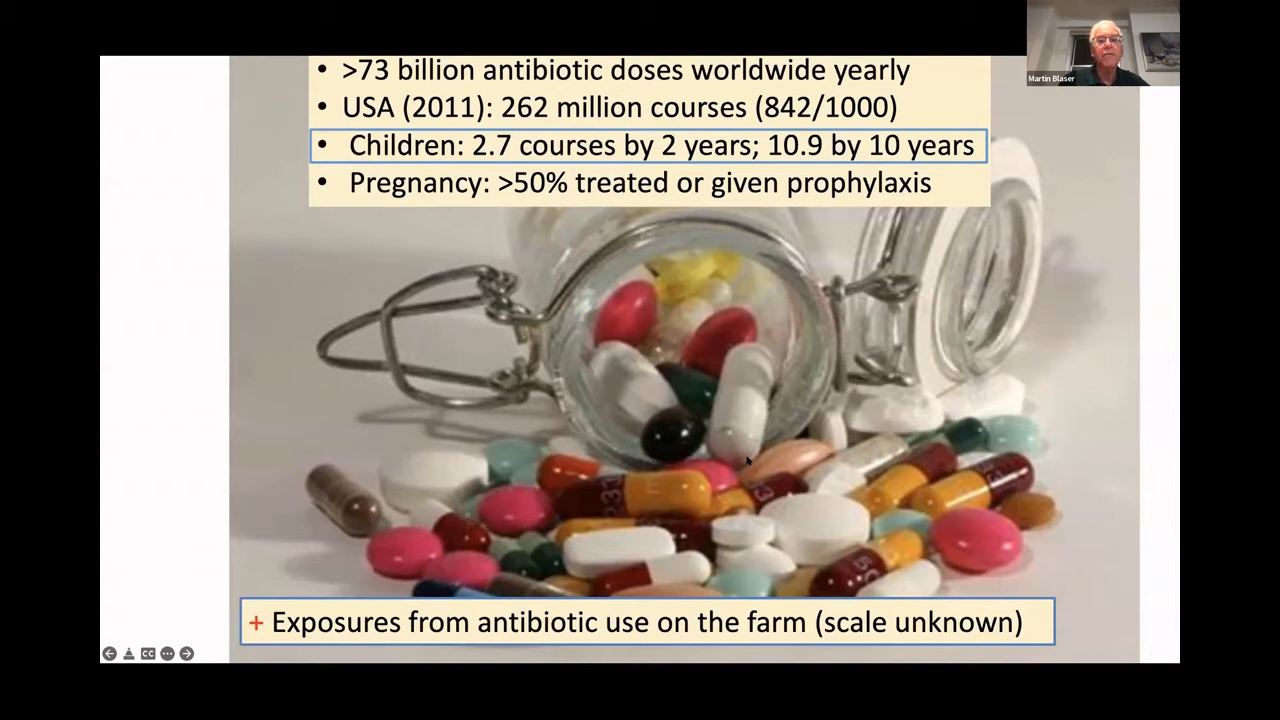 • >73 billion antibiotic doses worldwide yearly
Martin Blaser
• USA (2011): 262 million courses (842/1000)
• Children: 2.7 courses by 2 years; 10.9 by 10 years
• Pregnancy: >50% treated or given prophylaxis
+ Exposures from antibiotic use on the farm (scale unknown)
CC